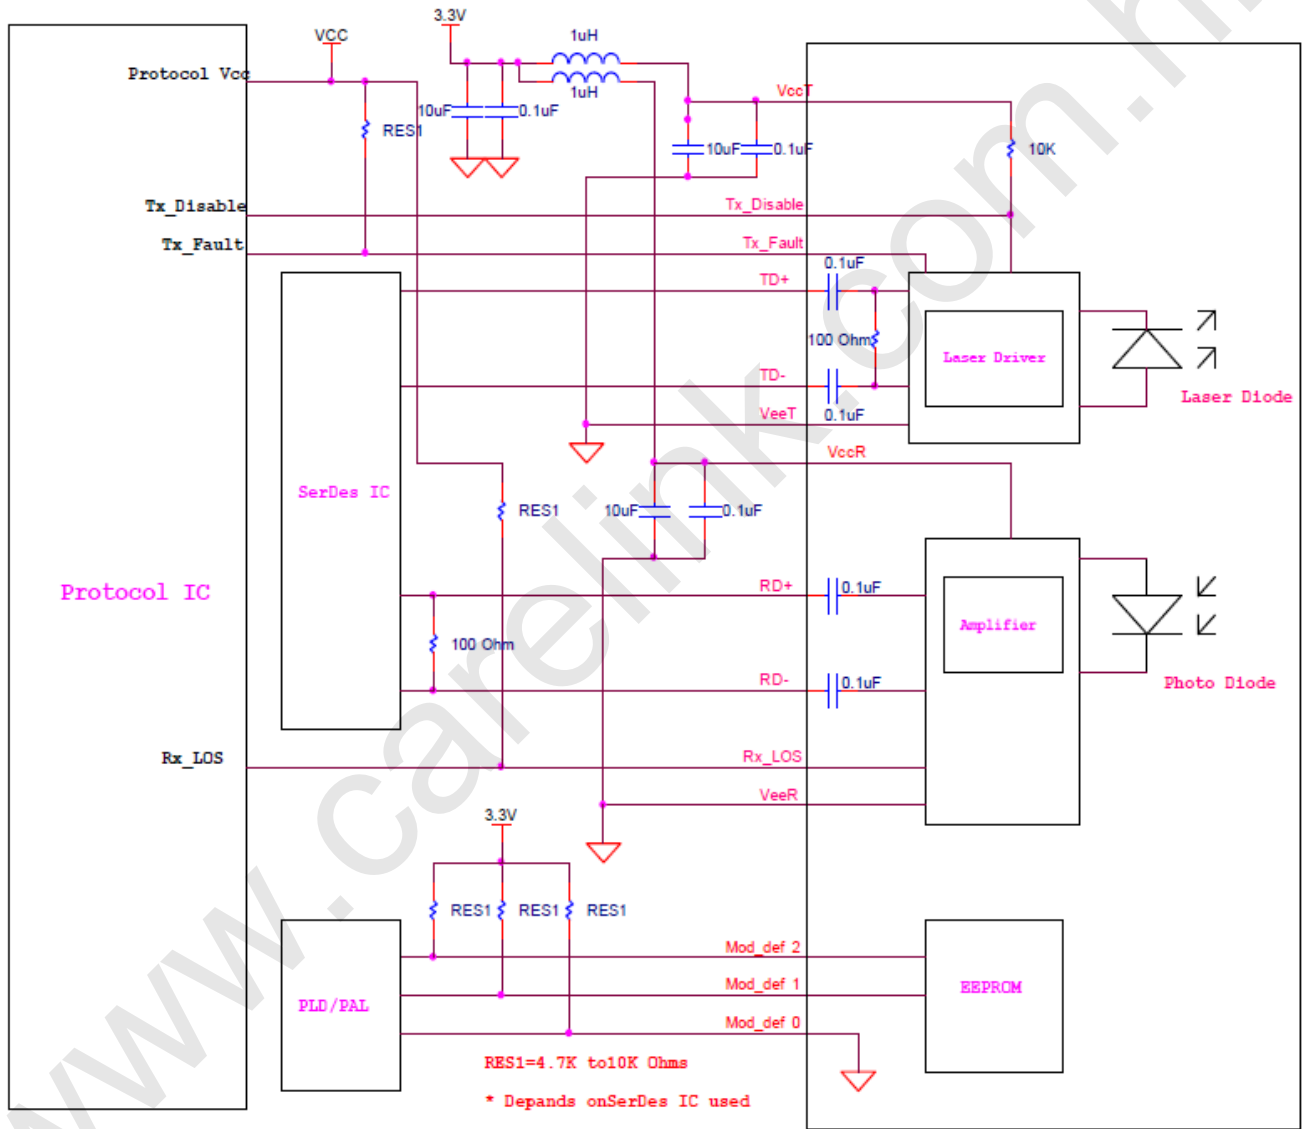 3.3V
VCC
1uH
Protocol Vcc
1uH
VccT
10uF
0.1uF
RES1
10uF
0.1uF
10K
Tx_Disable
Tx_Disable
Tx_Fault
Tx_Fault
0.1uF
TD+
100 Ohm
Laser Driver
TD-
Laser Diode
VeeT
0.1uF
VccR
SerDes IC
RES1
10uF
0.1uF
Protocol IC
RD+
0.1uF
Amplifier
100 Ohm
RD-
0.1uF
Photo Diode
Rx_LOS
Rx_LOS
VeeR
3.3V
RES1
RES1
RES1
Mod_def 2
Mod_def 1
EEPROM
PLD/PAL
Mod_def 0
RES1=4.7K to10K Ohms
* Depands onSerDes IC used